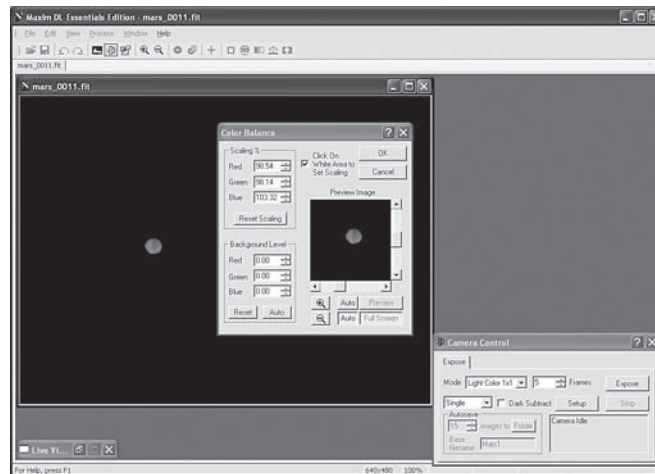 MaxIm DL Essentials Edition - mars_0011.fit
File Edit View Process Window Help
mars_0011.fit
mars_0011.fit
Color Balance
Scaling %
Red 98.54
Green 98.14
Blue 103.32
Reset Scaling
Click On
White Area to
Set Scaling
OK
Cancel
Preview Image
Background Level
Red 0.00
Green 0.00
Blue 0.00
Reset Auto
Auto Preview
Auto Full Screen
Camera Control
Expose
Mode Light Color 1x1 5 Frames Expose
Single Dark Subtract Setup Stop
Autosave
15 images to Folder
Base
filename Mars1
Camera Idle
Live Vi...
For Help, press F1
640x480 100%